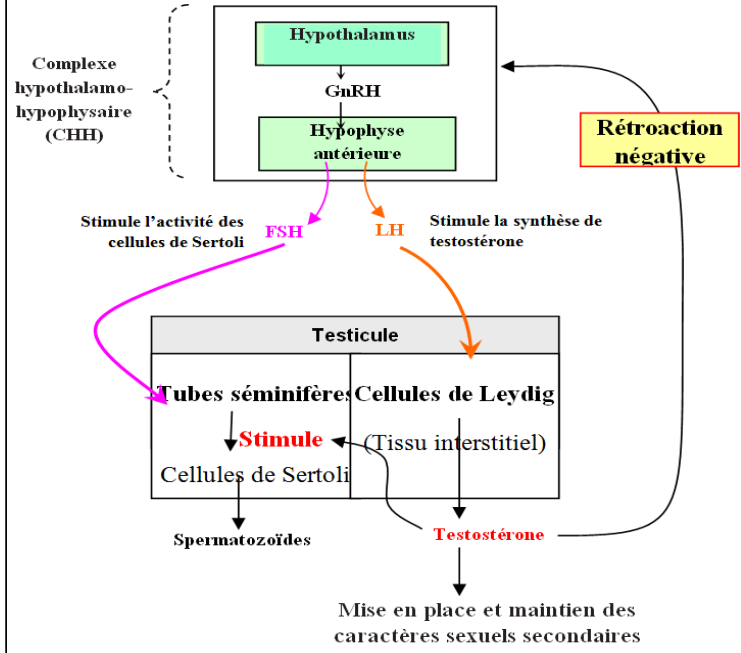 Hypothalamus
Complexe
hypothalamo-
hypophysaire
(CHH)
GnRH
Hypophyse
antérieure
Rétroaction
négative
Stimule l’activité des
cellules de Sertoli
FSH
LH
Stimule la synthèse de
testostérone
Testicule
Tubes séminifères
Cellules de Leydig
Stimule
(Tissu interstitiel)
Cellules de Sertoli
Spermatozoïdes
Testostérone
Mise en place et maintien des
caractères sexuels secondaires